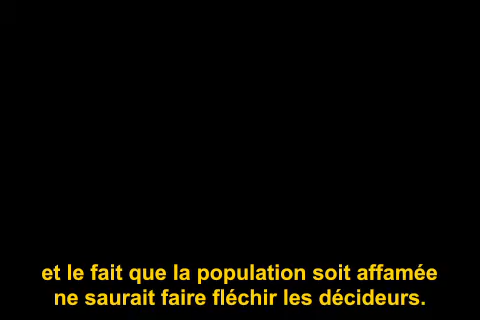 et le fait que la population soit affamée
ne saurait faire fléchir les décideurs.